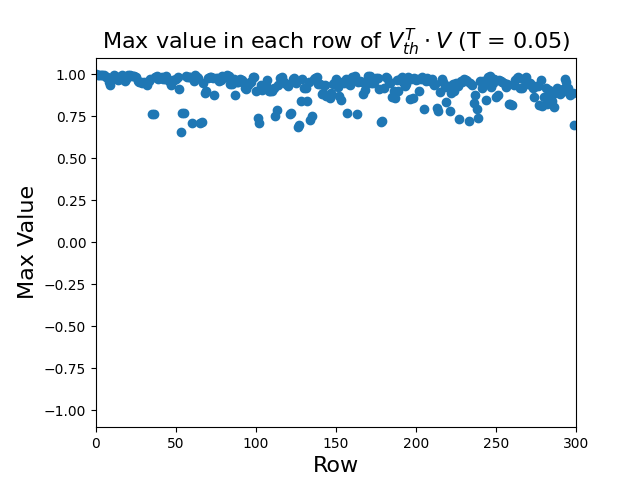 Max value in each row of $V_{th}^T \cdot V$ (T = 0.05)
Max Value
1.00
0.75
0.50
0.25
0.00
−0.25
−0.50
−0.75
−1.00
0 50 100 150 200 250 300
Row